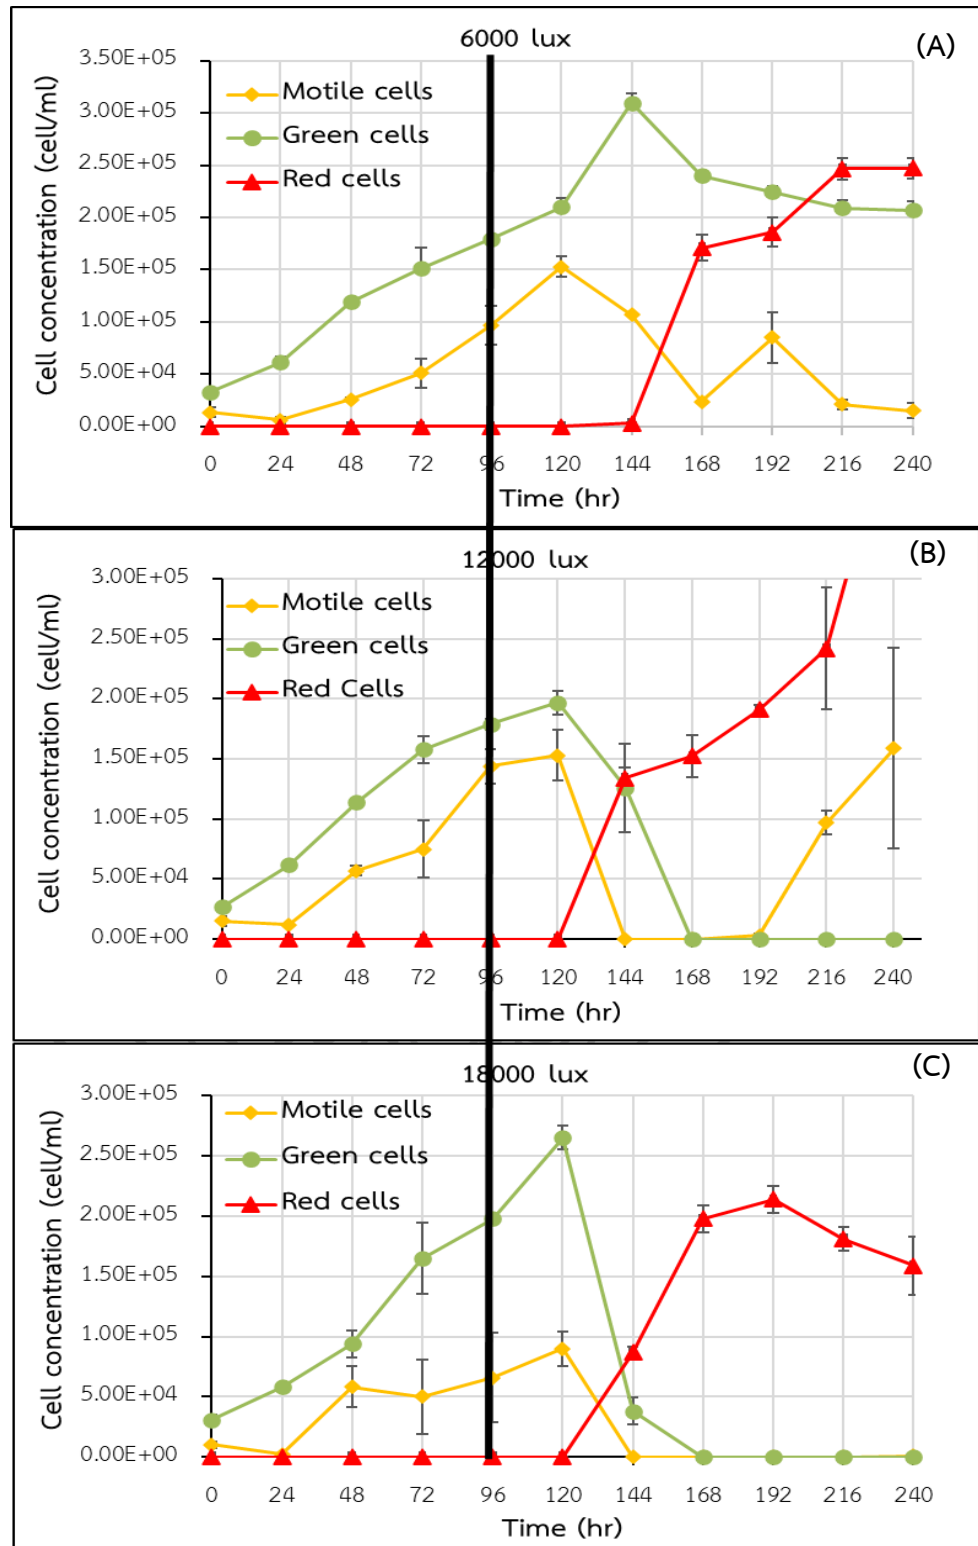 6000 lux
(A)
3.50E+05
3.00E+05
2.50E+05
2.00E+05
1.50E+05
1.00E+05
5.00E+04
0.00E+00
Cell concentration (cell/ml)
Motile cells
Green cells
Red cells
0 24 48 72 96 120 144 168 192 216 240
Time (hr)
12000 lux
(B)
3.00E+05
2.50E+05
2.00E+05
1.50E+05
1.00E+05
5.00E+04
0.00E+00
Cell concentration (cell/ml)
Motile cells
Green cells
Red Cells
0 24 48 72 96 120 144 168 192 216 240
Time (hr)
18000 lux
(C)
3.00E+05
2.50E+05
2.00E+05
1.50E+05
1.00E+05
5.00E+04
0.00E+00
Cell concentration (cell/ml)
Motile cells
Green cells
Red cells
0 24 48 72 96 120 144 168 192 216 240
Time (hr)